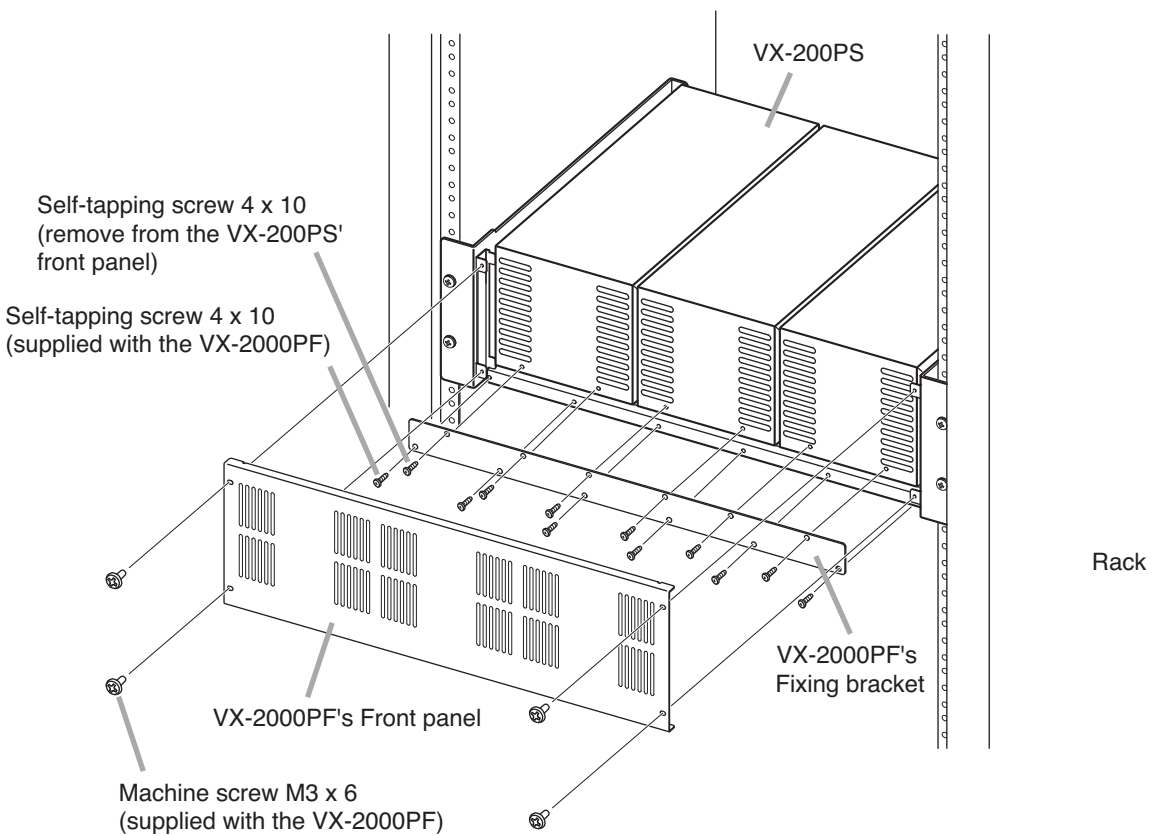 VX-200PS
Self-tapping screw 4 x 10
(remove from the VX-200PS'
front panel)
Self-tapping screw 4 x 10
(supplied with the VX-2000PF)
Rack
VX-2000PF's
Fixing bracket
VX-2000PF's Front panel
Machine screw M3 x 6
(supplied with the VX-2000PF)